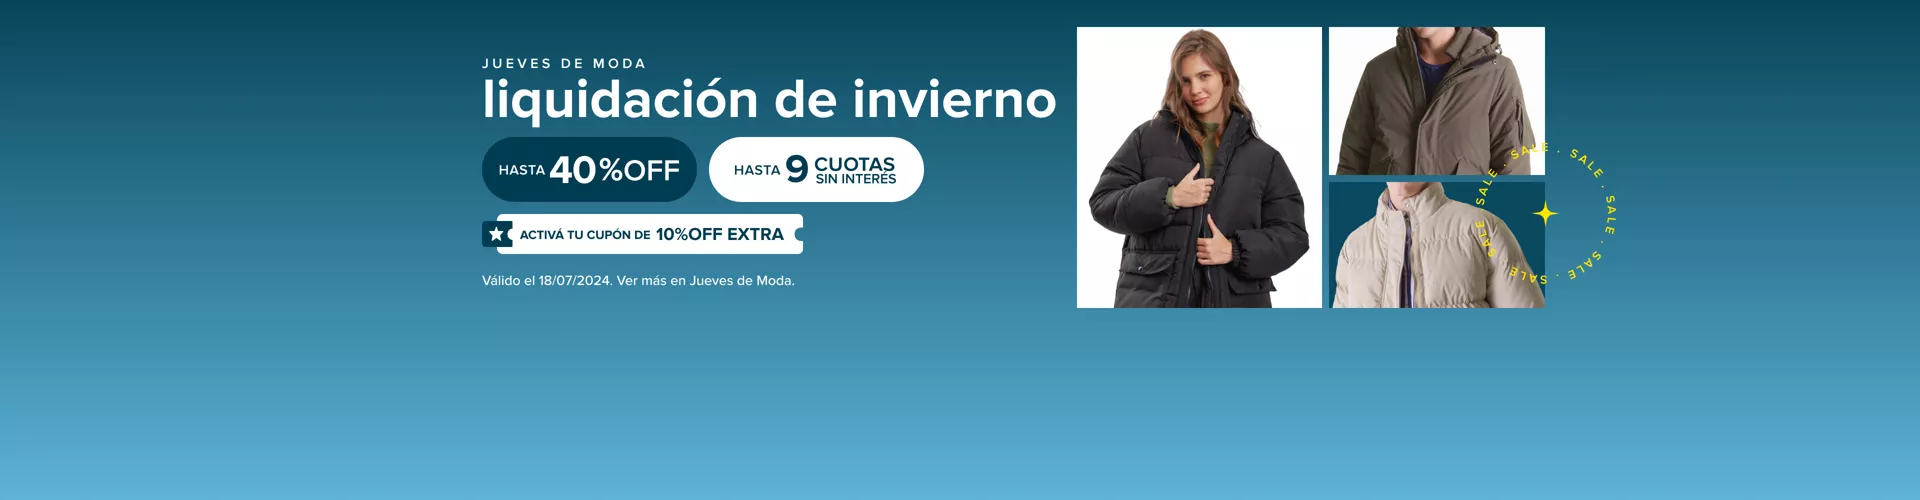 JUEVES DE MODA
liquidación de invierno
HASTA 40%OFF
HASTA 9 CUOTAS SIN INTERÉS
ACTIVÁ TU CUPÓN DE 10%OFF EXTRA
Válido el 18/07/2024. Ver más en Jueves de Moda.
SALE · SALE · SALE · SALE · SALE · SALE · SALE ·